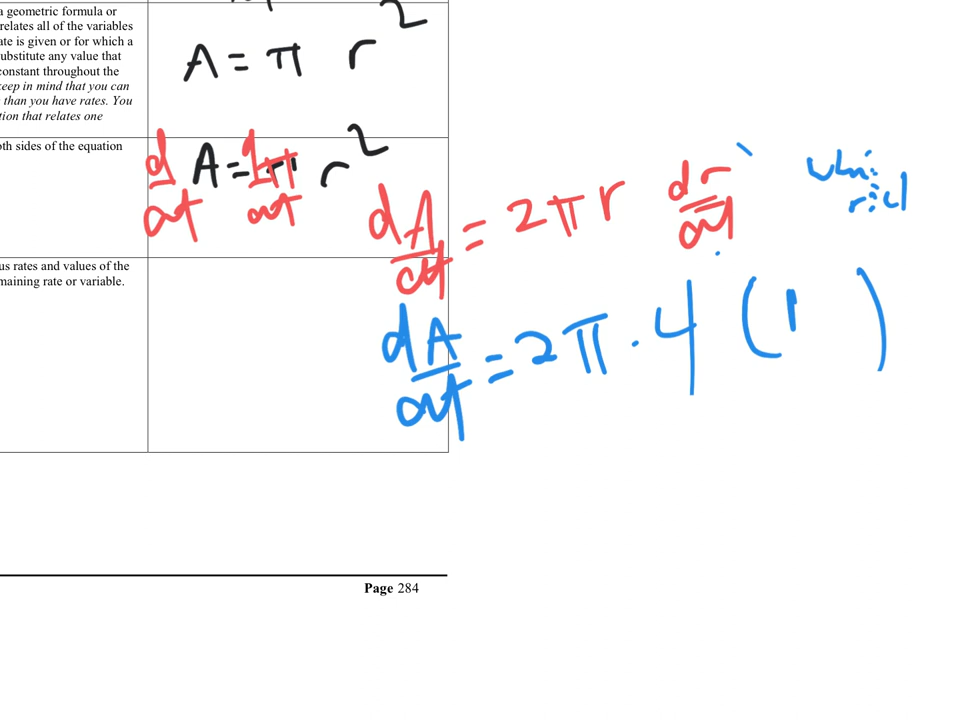 a geometric formula or
relates all of the variables
ate is given or for which a
ubstitute any value that
constant throughout the
keep in mind that you can
than you have rates. You
tion that relates one
A = π r²
oth sides of the equation
d/dt A = d/dt π r²
dA/dt = 2πr dr/dt
us rates and values of the
maining rate or variable.
dA/dt = 2π · 4 (1 )
Page 284